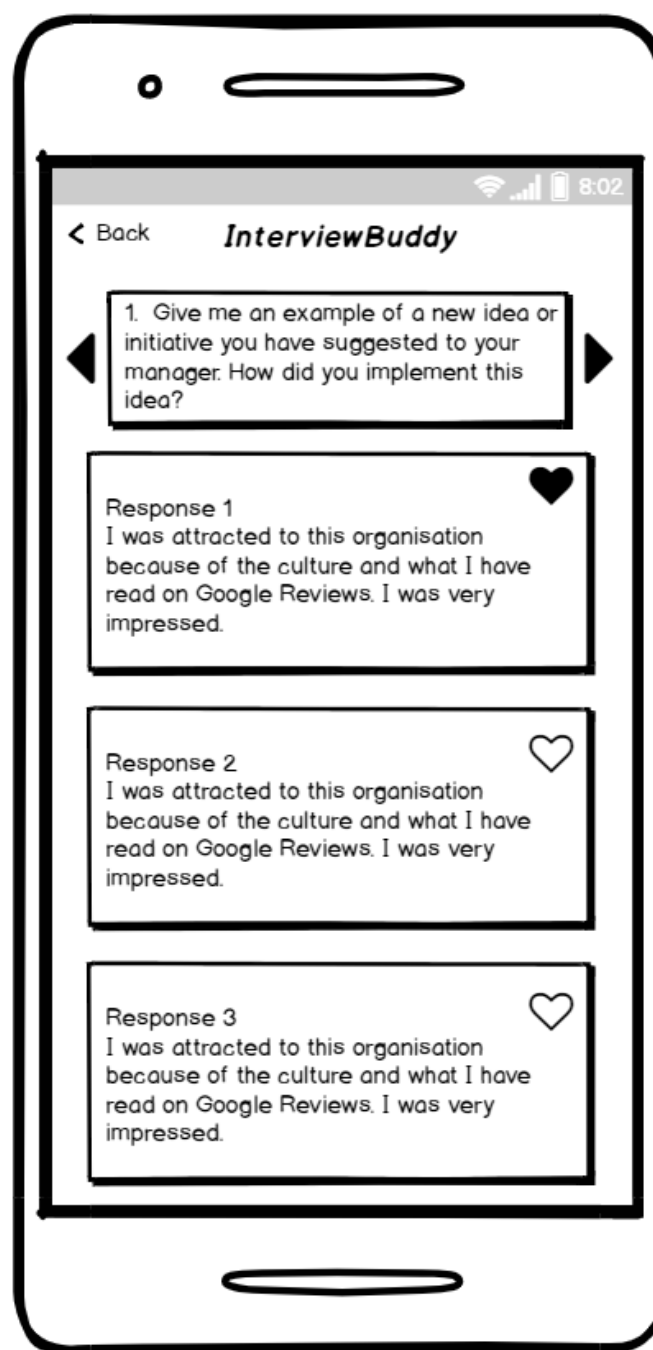 8:02
Back
InterviewBuddy
1. Give me an example of a new idea or
initiative you have suggested to your
manager. How did you implement this
idea?
Response 1
I was attracted to this organisation
because of the culture and what I have
read on Google Reviews. I was very
impressed.
Response 2
I was attracted to this organisation
because of the culture and what I have
read on Google Reviews. I was very
impressed.
Response 3
I was attracted to this organisation
because of the culture and what I have
read on Google Reviews. I was very
impressed.